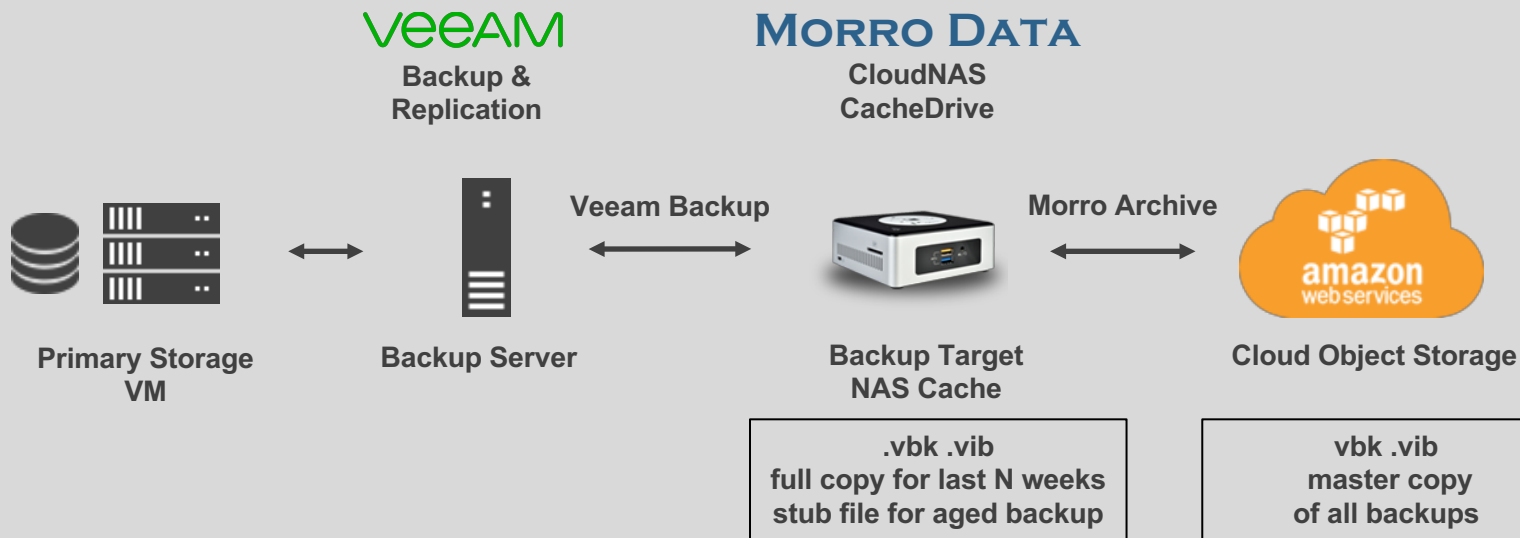 veeAM
Backup &
Replication
MORRO DATA
CloudNAS
CacheDrive
Veeam Backup
Morro Archive
amazon
webservices
Primary Storage
VM
Backup Server
Backup Target
NAS Cache
Cloud Object Storage
.vbk .vib
full copy for last N weeks
stub file for aged backup
vbk .vib
master copy
of all backups